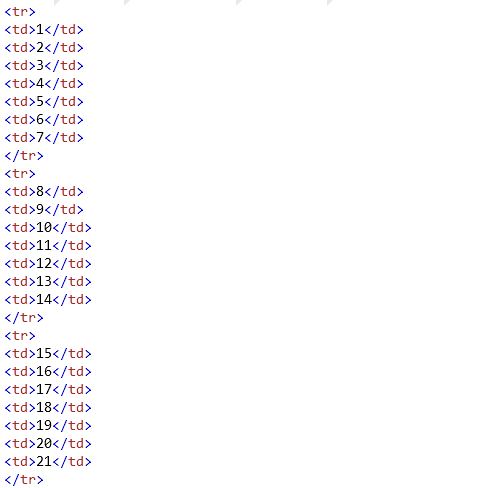 <tr>
<td>1</td>
<td>2</td>
<td>3</td>
<td>4</td>
<td>5</td>
<td>6</td>
<td>7</td>
</tr>
<tr>
<td>8</td>
<td>9</td>
<td>10</td>
<td>11</td>
<td>12</td>
<td>13</td>
<td>14</td>
</tr>
<tr>
<td>15</td>
<td>16</td>
<td>17</td>
<td>18</td>
<td>19</td>
<td>20</td>
<td>21</td>
</tr>